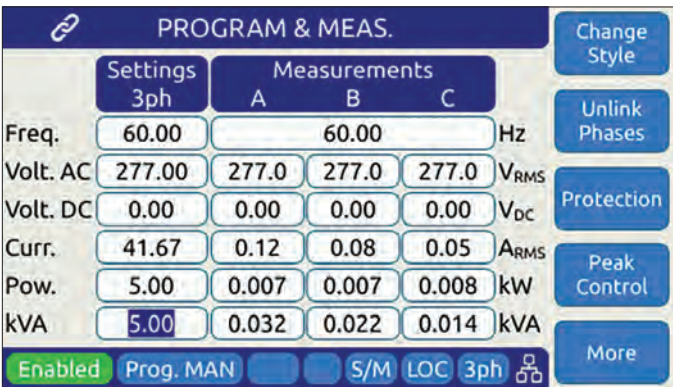 PROGRAM & MEAS.
Change
Style
Settings
3ph
Measurements
A B C
Unlink
Phases
Freq. 60.00 60.00 Hz
Volt. AC 277.00 277.0 277.0 277.0 VRMS
Volt. DC 0.00 0.00 0.00 0.00 VDC
Protection
Curr. 41.67 0.12 0.08 0.05 ARMS
Pow. 5.00 0.007 0.007 0.008 kW
Peak
Control
kVA 5.00 0.032 0.022 0.014 kVA
Enabled Prog. MAN S/M LOC 3ph
More